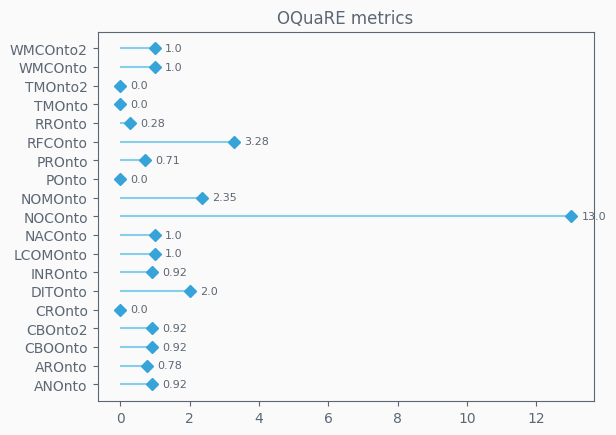 OQuaRE metrics
WMCOnto2 1.0
WMCOnto 1.0
TMOnto2 0.0
TMOnto 0.0
RROnto 0.28
RFCOnto 3.28
PROnto 0.71
POnto 0.0
NOMOnto 2.35
NOCOnto 13.0
NACOnto 1.0
LCOMOnto 1.0
INROnto 0.92
DITOnto 2.0
CROnto 0.0
CBOnto2 0.92
CBOOnto 0.92
AROnto 0.78
ANOnto 0.92
0 2 4 6 8 10 12